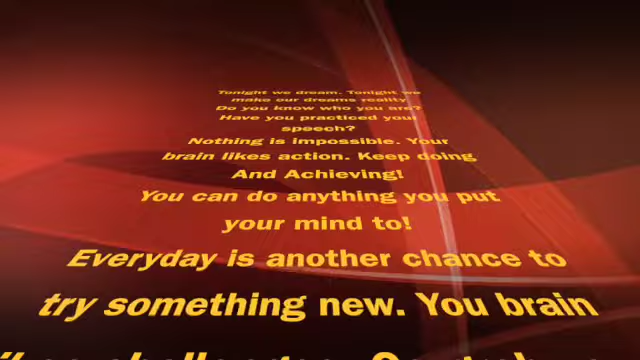 Tonight we dream. Tonight we
make our dreams reality.
Do you know who you are?
Have you practiced your
speech?
Nothing is impossible. Your
brain likes action. Keep doing
And Achieving!
You can do anything you put
your mind to!
Everyday is another chance to
try something new. You brain